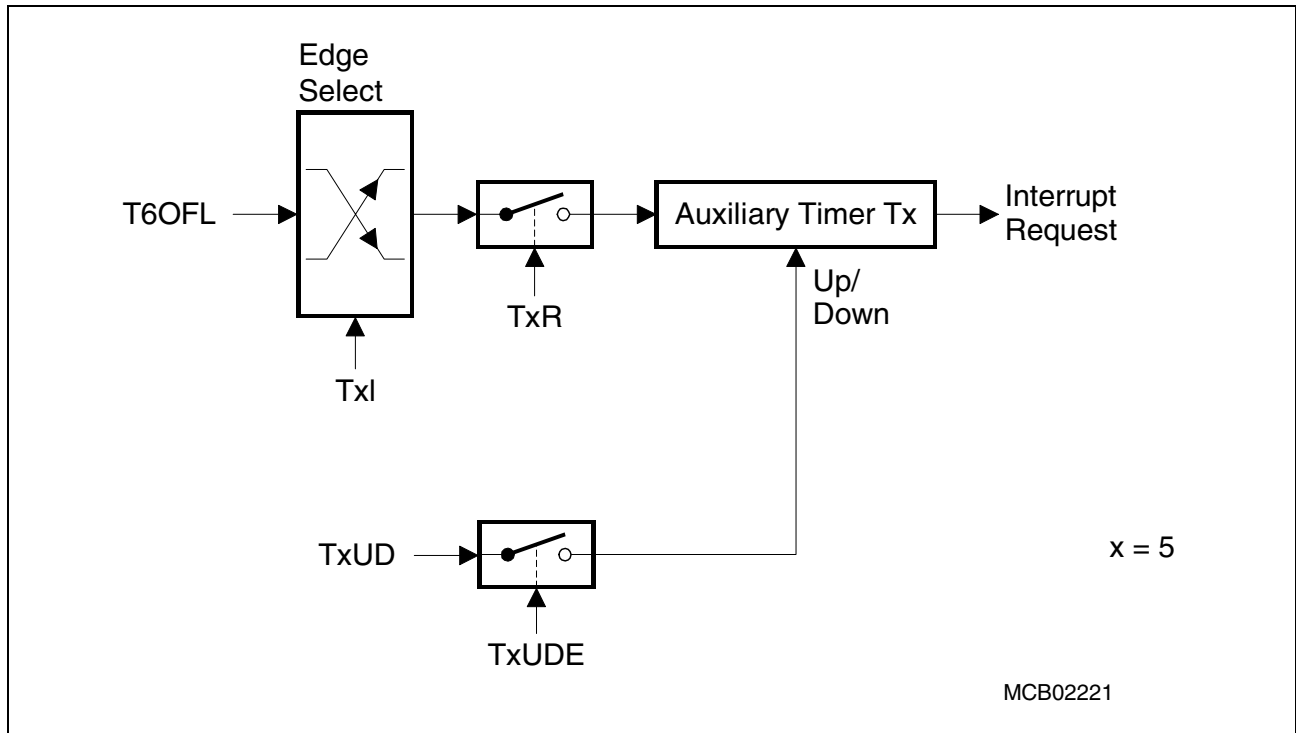 Edge
Select
T6OFL
Auxiliary Timer Tx
Interrupt
Request
Up/
Down
TxR
TxI
TxUD
x = 5
TxUDE
MCB02221